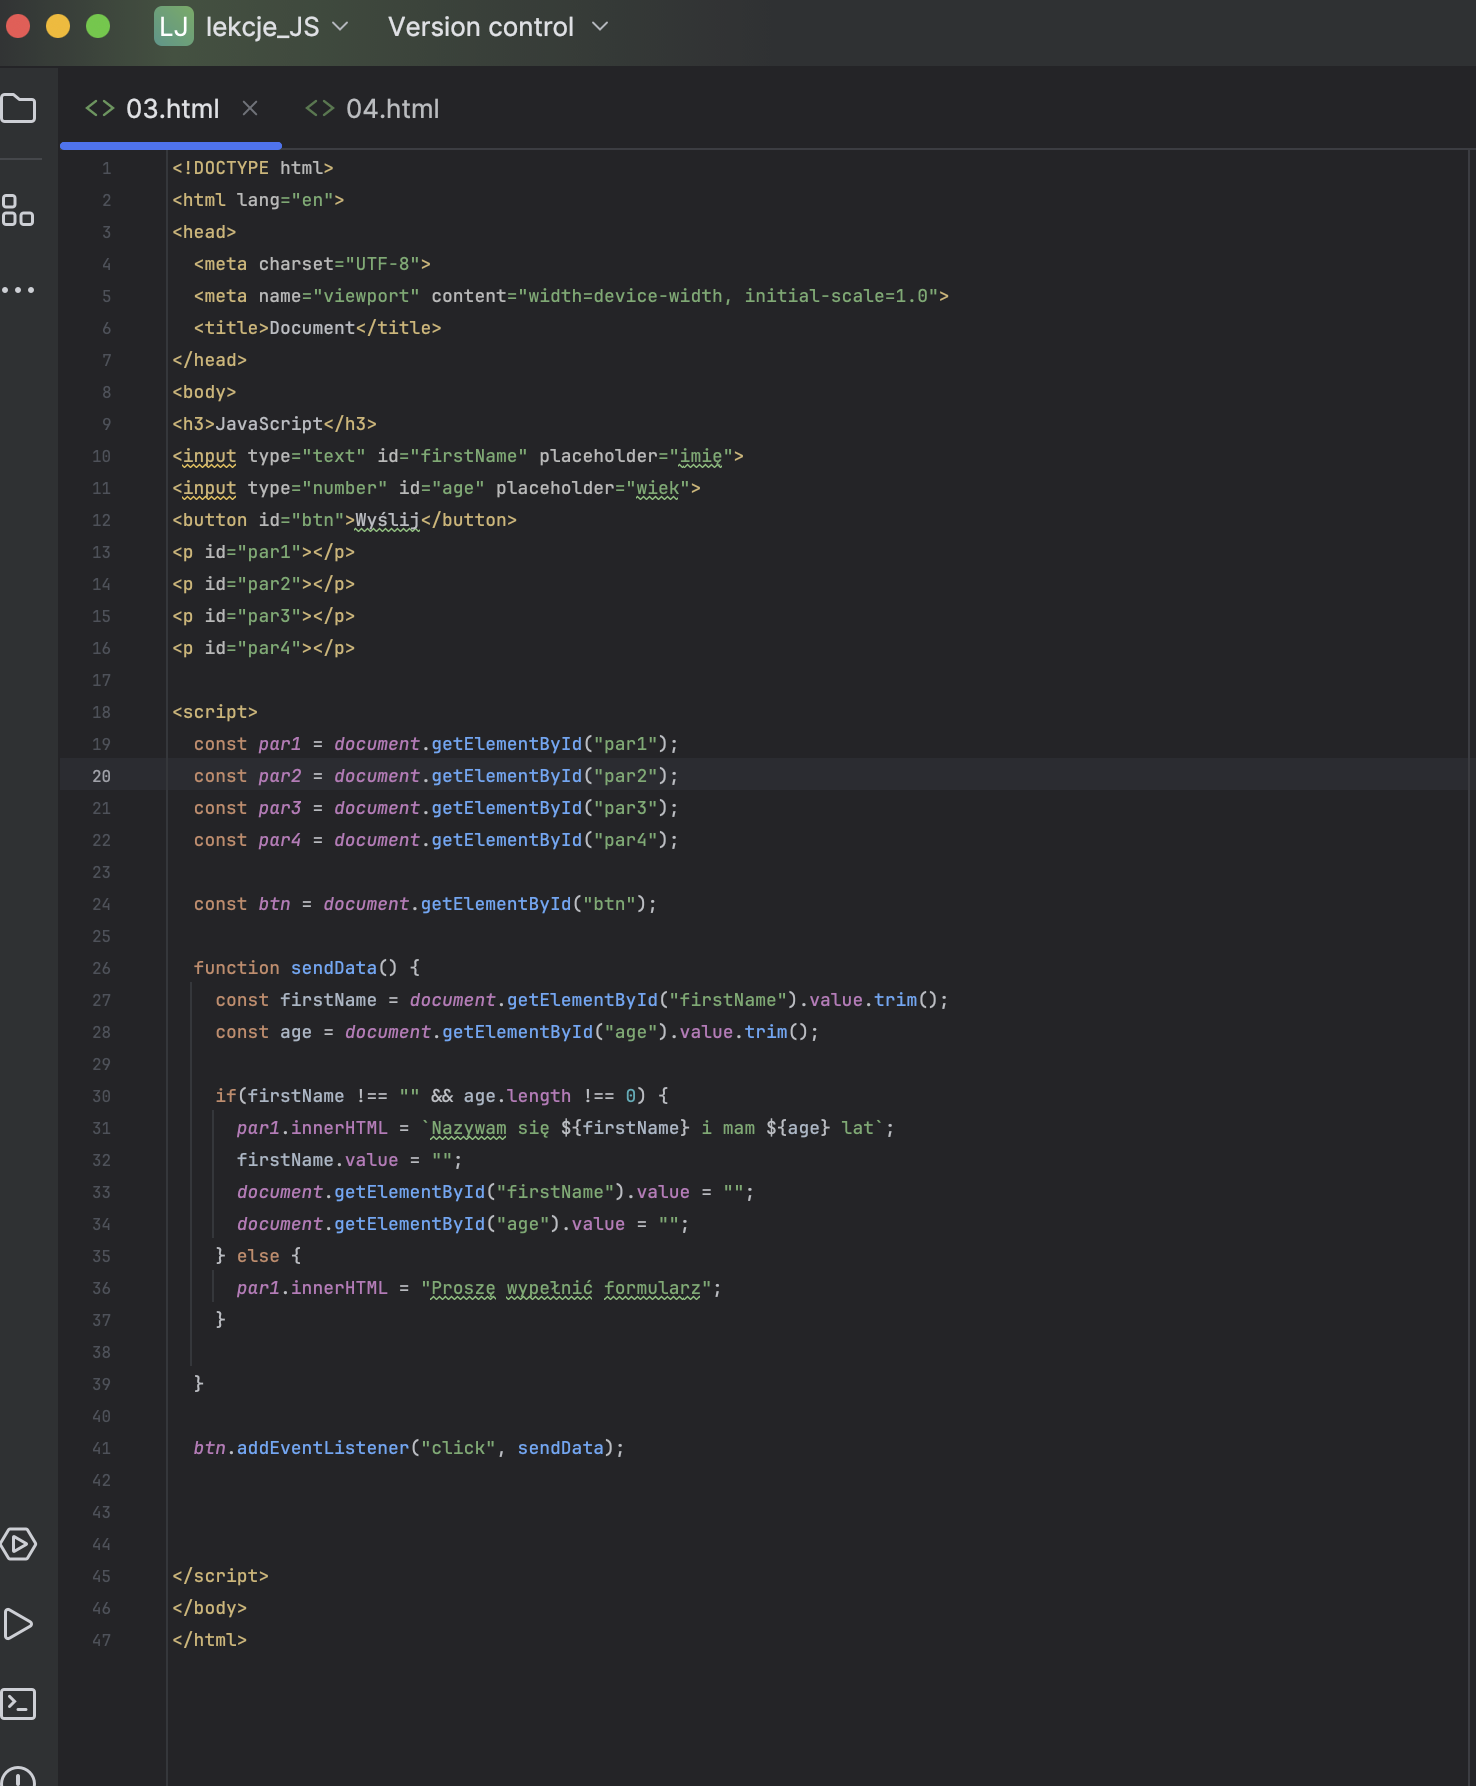 LJ lekcje_JS Version control
03.html 04.html
1 <!DOCTYPE html>
2 <html lang="en">
3 <head>
4   <meta charset="UTF-8">
5   <meta name="viewport" content="width=device-width, initial-scale=1.0">
6   <title>Document</title>
7 </head>
8 <body>
9 <h3>JavaScript</h3>
10 <input type="text" id="firstName" placeholder="imię">
11 <input type="number" id="age" placeholder="wiek">
12 <button id="btn">Wyślij</button>
13 <p id="par1"></p>
14 <p id="par2"></p>
15 <p id="par3"></p>
16 <p id="par4"></p>
17
18 <script>
19   const par1 = document.getElementById("par1");
20   const par2 = document.getElementById("par2");
21   const par3 = document.getElementById("par3");
22   const par4 = document.getElementById("par4");
23
24   const btn = document.getElementById("btn");
25
26   function sendData() {
27     const firstName = document.getElementById("firstName").value.trim();
28     const age = document.getElementById("age").value.trim();
29
30     if(firstName !== "" && age.length !== 0) {
31       par1.innerHTML = `Nazywam się ${firstName} i mam ${age} lat`;
32       firstName.value = "";
33       document.getElementById("firstName").value = "";
34       document.getElementById("age").value = "";
35     } else {
36       par1.innerHTML = "Proszę wypełnić formularz";
37     }
38
39   }
40
41   btn.addEventListener("click", sendData);
42
43
44
45 </script>
46 </body>
47 </html>